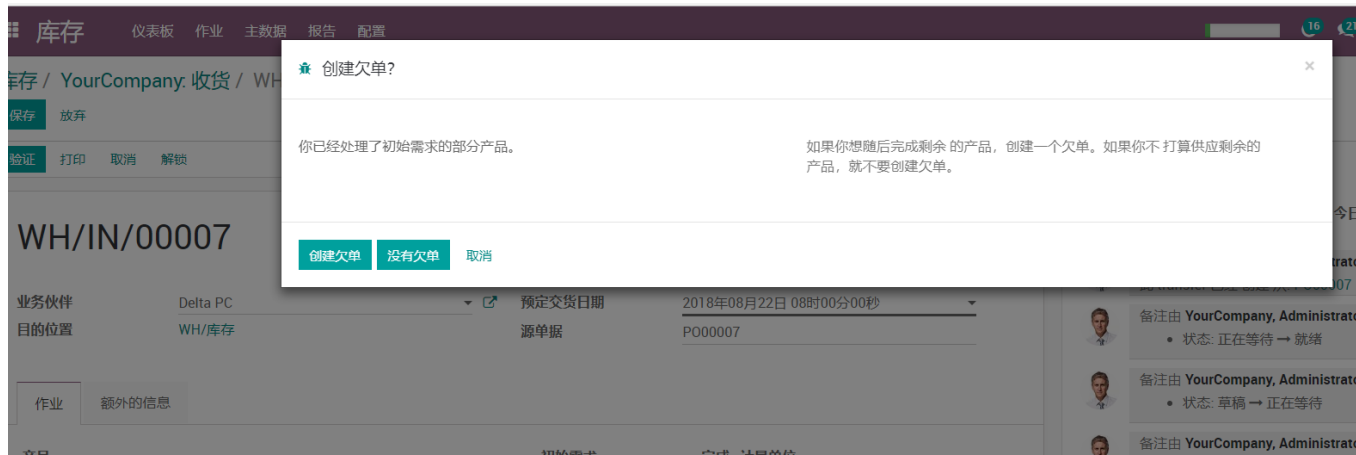 库存 仪表板 作业 主数据 报告 配置 16 21
库存 / YourCompany: 收货 / WH
创建欠单? ×
保存 放弃
你已经处理了初始需求的部分产品。
如果你想随后完成剩余 的产品，创建一个欠单。如果你不 打算供应剩余的
产品，就不要创建欠单。
验证 打印 取消 解锁
WH/IN/00007
创建欠单 没有欠单 取消
业务伙伴 Delta PC 预定交货日期 2018年08月22日 08时00分00秒
目的位置 WH/库存 源单据 PO00007
备注由 YourCompany, Administrato
• 状态: 正在等待 → 就绪
备注由 YourCompany, Administrato
• 状态: 草稿 → 正在等待
备注由 YourCompany, Administrato
作业 额外的信息